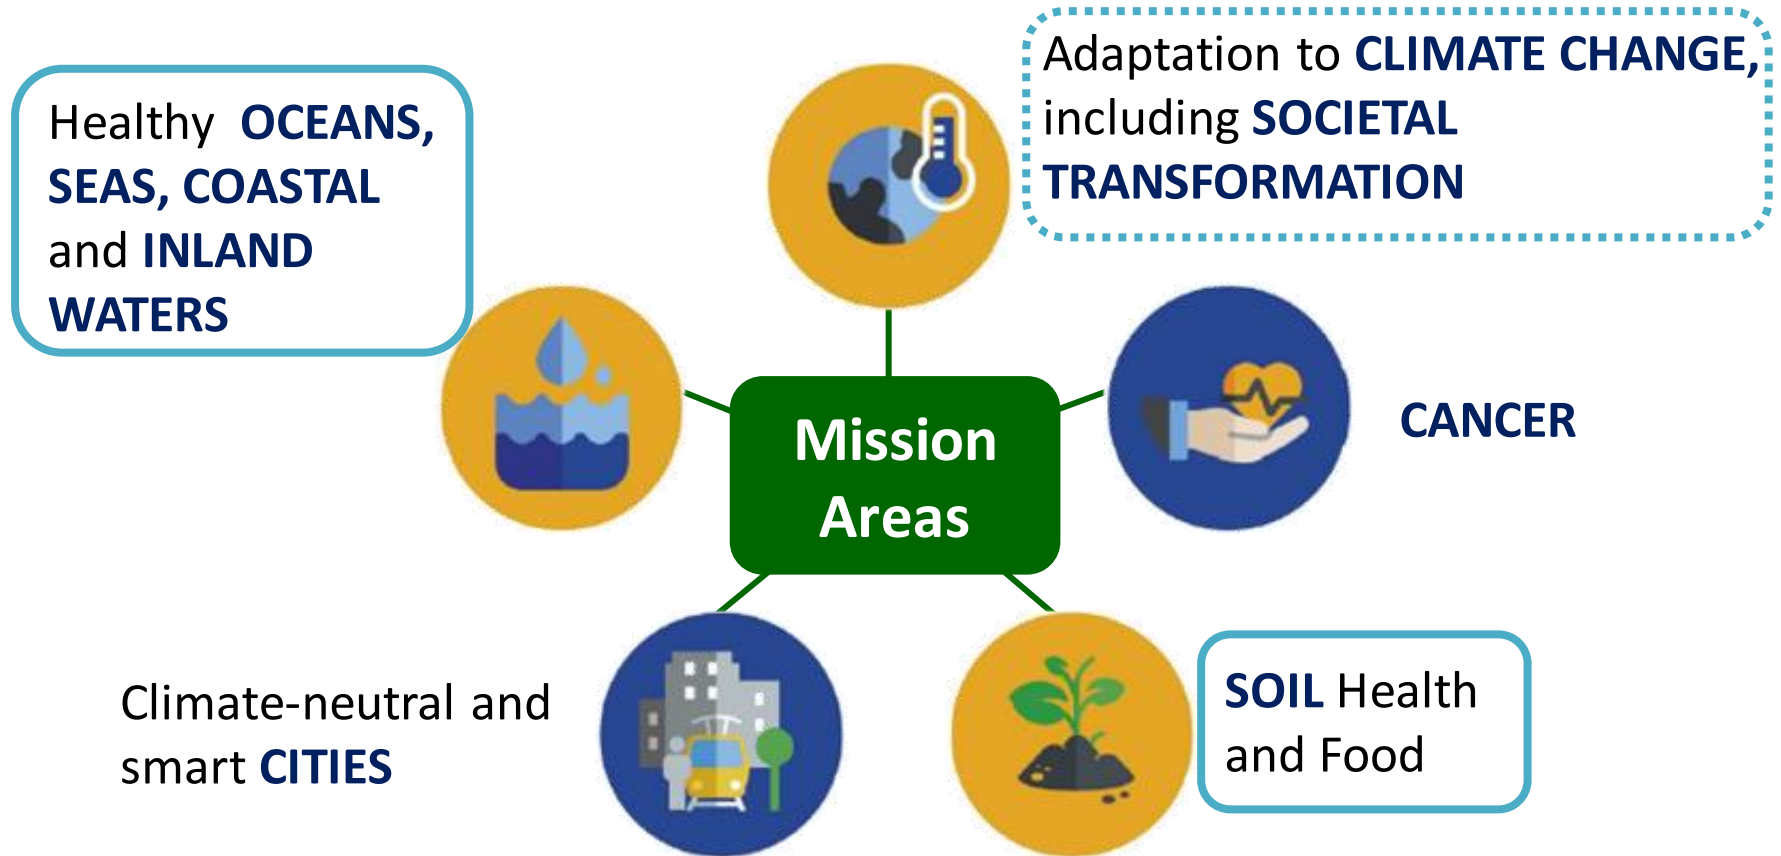 Adaptation to CLIMATE CHANGE,
including SOCIETAL
TRANSFORMATION
Healthy OCEANS,
SEAS, COASTAL
and INLAND
WATERS
Mission
Areas
CANCER
Climate-neutral and
smart CITIES
SOIL Health
and Food